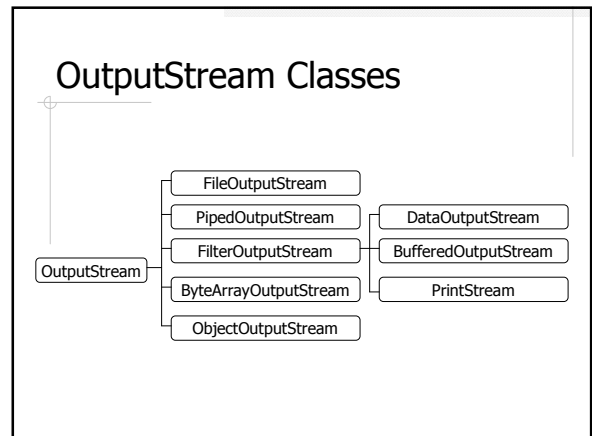 OutputStream Classes
FileOutputStream
PipedOutputStream
DataOutputStream
FilterOutputStream
BufferedOutputStream
OutputStream
ByteArrayOutputStream
PrintStream
ObjectOutputStream